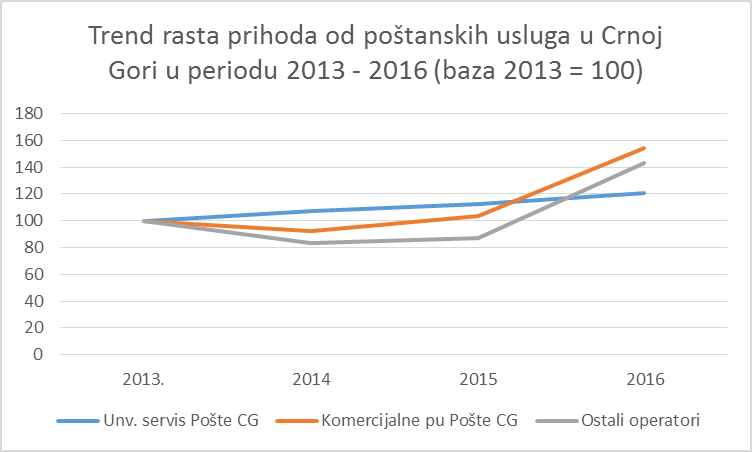 Trend rasta prihoda od poštanskih usluga u Crnoj
Gori u periodu 2013 - 2016 (baza 2013 = 100)
180
160
140
120
100
80
60
40
20
0
2013. 2014 2015 2016
Unv. servis Pošte CG Komercijalne pu Pošte CG Ostali operatori